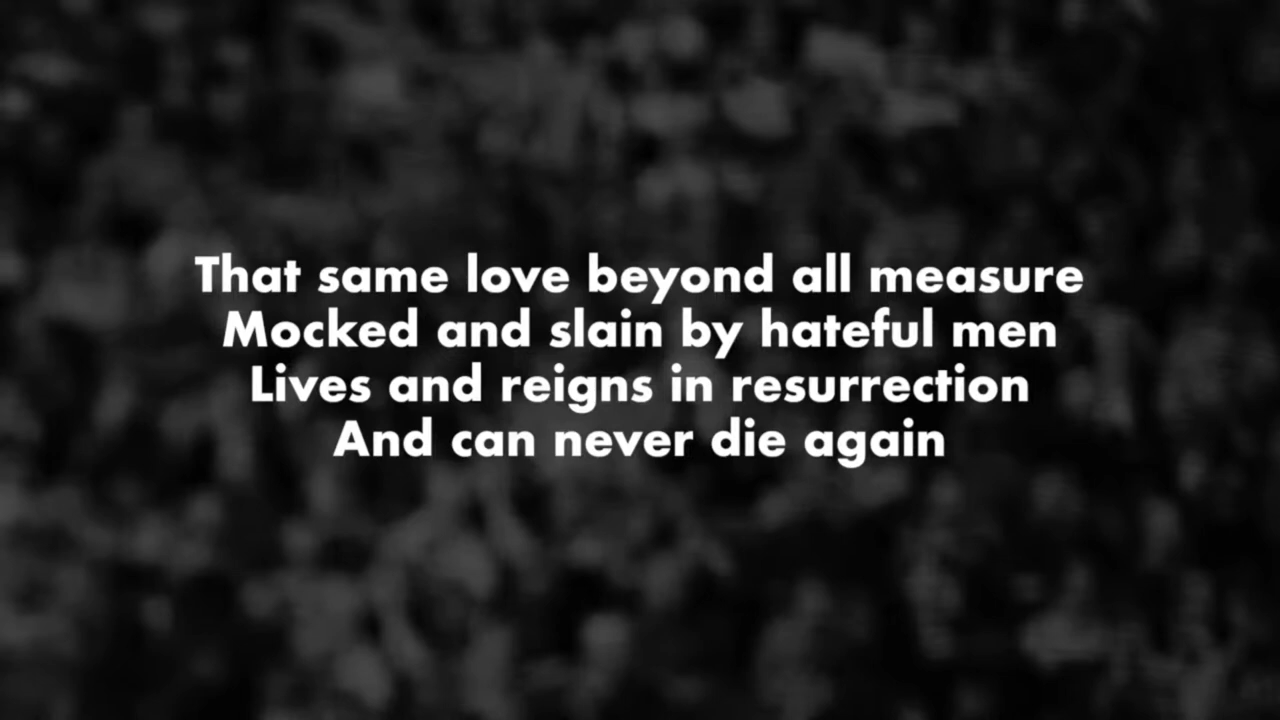 That same love beyond all measure
Mocked and slain by hateful men
Lives and reigns in resurrection
And can never die again